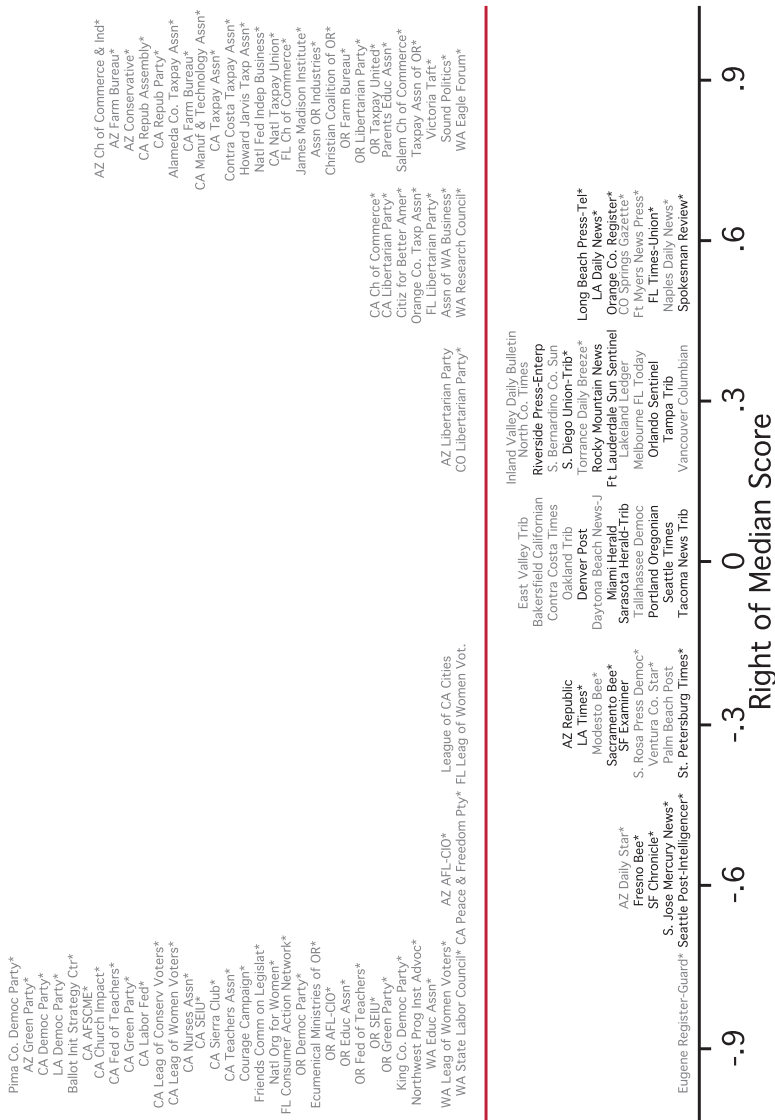 Pima Co. Democ Party*
AZ Green Party*
CA Democ Party*
LA Democ Party*
Ballot Init Strategy Ctr*
CA AFSCME*
CA Church Impact*
CA Fed of Teachers*
CA Green Party*
CA Labor Fed*
CA Leag of Conserv Voters*
CA Leag of Women Voters*
CA Nurses Assn*
CA SEIU*
CA Sierra Club*
CA Teachers Assn*
Courage Campaign*
Friends Comm on Legislat*
Natl Org for Women*
FL Consumer Action Network*
OR Democ Party*
Ecumenical Ministries of OR*
OR AFL-CIO*
OR Educ Assn*
OR Fed of Teachers*
OR SEIU*
OR Green Party*
King Co. Democ Party*
Northwest Prog Inst Advoc*
WA Educ Assn*
WA Leag of Women Voters*
WA State Labor Council*
AZ AFL-CIO*
CA Peace & Freedom Pty*
League of CA Cities
FL Leag of Women Vot.
AZ Libertarian Party
CO Libertarian Party*
CA Ch of Commerce*
CA Libertarian Party*
Citiz for Better Amer*
Orange Co. Taxp Assn*
FL Libertarian Party*
Assn of WA Business*
WA Research Council*
AZ Ch of Commerce & Ind*
AZ Farm Bureau*
AZ Conservative*
CA Repub Assembly*
CA Repub Party*
Alameda Co. Taxpay Assn*
CA Farm Bureau*
CA Manuf & Technology Assn*
CA Taxpay Assn*
Contra Costa Taxpay Assn*
Howard Jarvis Taxp Assn*
Natl Fed Indep Business*
CA Natl Taxpay Union*
FL Ch of Commerce*
James Madison Institute*
Assn OR Industries*
Christian Coalition of OR*
OR Farm Bureau*
OR Libertarian Party*
OR Taxpay United*
Parents Educ Assn*
Salem Ch of Commerce*
Taxpay Assn of OR*
Victoria Taft*
Sound Politics*
WA Eagle Forum*
Eugene Register-Guard*
AZ Daily Star*
Fresno Bee*
SF Chronicle*
S. Jose Mercury News*
Seattle Post-Intelligencer*
AZ Republic
LA Times*
Modesto Bee*
Sacramento Bee*
SF Examiner
S. Rosa Press Democ*
Ventura Co. Star*
Palm Beach Post
St. Petersburg Times*
East Valley Trib
Bakersfield Californian
Contra Costa Times
Oakland Trib
Denver Post
Daytona Beach News-J
Miami Herald
Sarasota Herald-Trib
Tallahassee Democ
Portland Oregonian
Seattle Times
Tacoma News Trib
Inland Valley Daily Bulletin
North Co. Times
Riverside Press-Enterp
S. Bernardino Co. Sun
S. Diego Union-Trib*
Torrance Daily Breeze*
Rocky Mountain News
Ft Lauderdale Sun Sentinel
Lakeland Ledger
Melbourne FL Today
Orlando Sentinel
Tampa Trib
Vancouver Columbian
Long Beach Press-Tel*
LA Daily News*
Orange Co. Register*
CO Springs Gazette*
Ft Myers News Press*
FL Times-Union*
Naples Daily News*
Spokesman Review*
-.9
-.6
-.3
0
.3
.6
.9
Right of Median Score